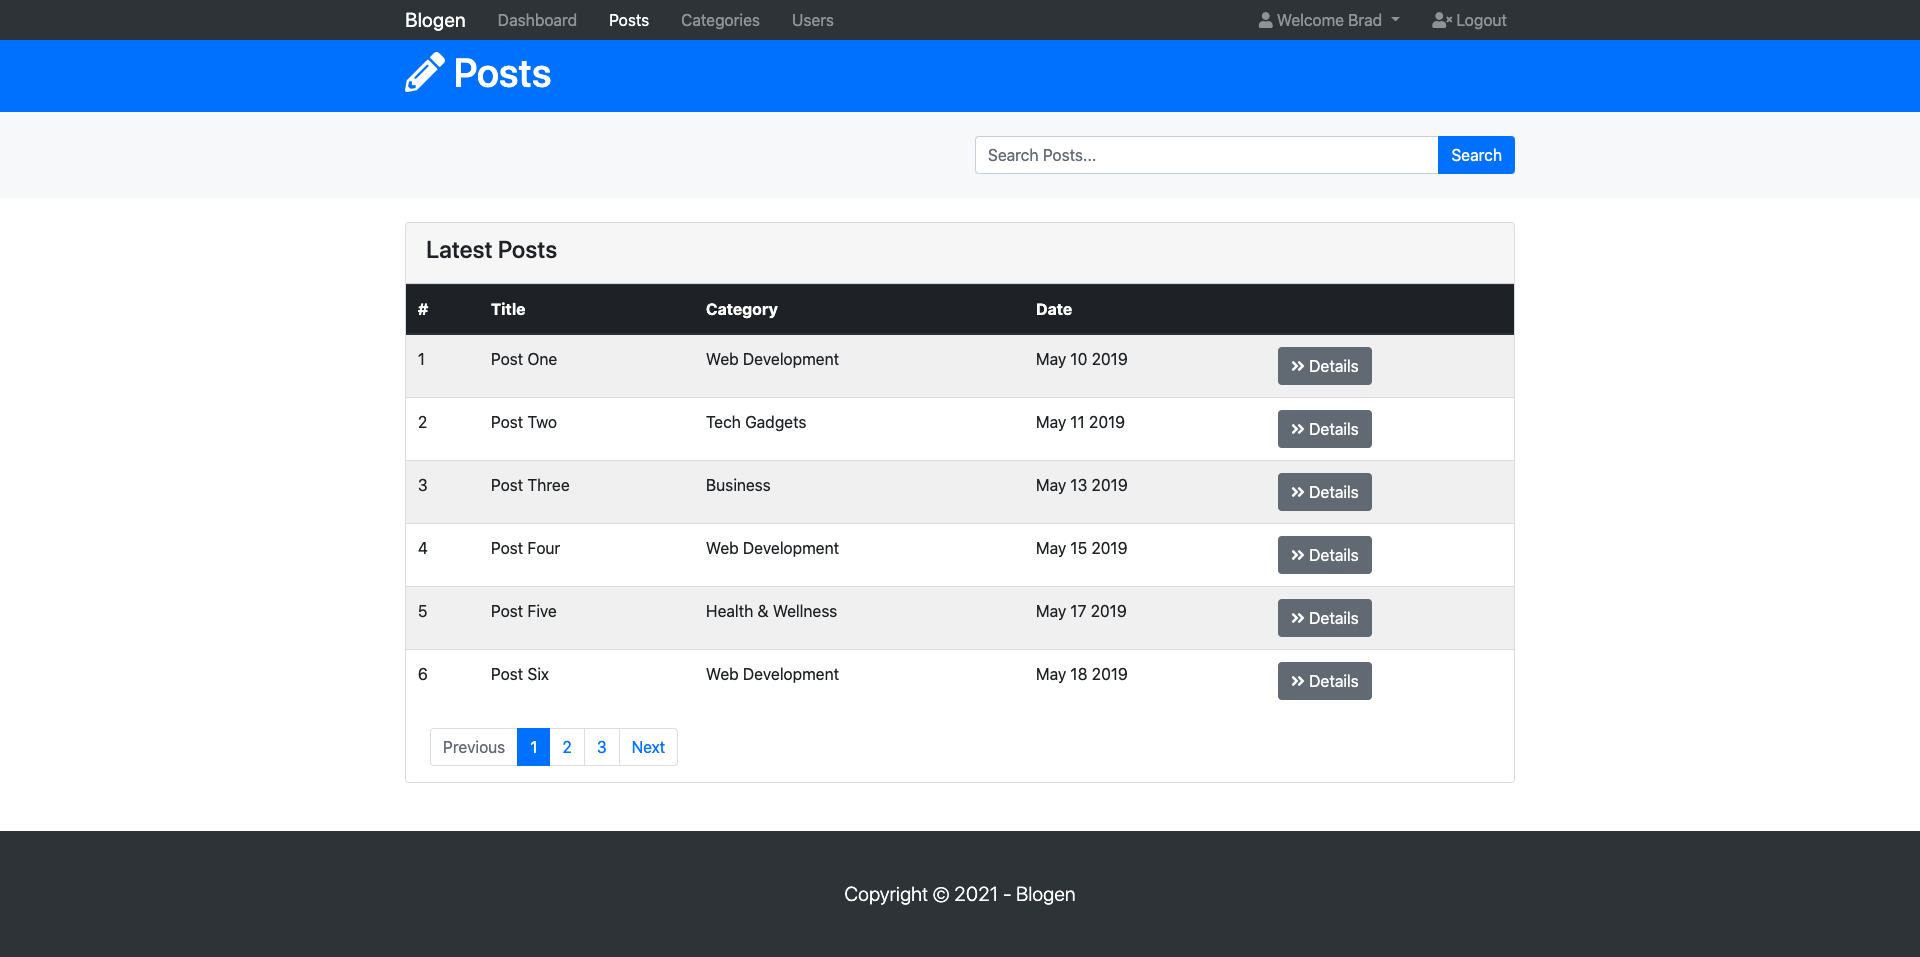 Blogen Dashboard Posts Categories Users Welcome Brad Logout
Posts
Search Posts... Search
Latest Posts
# Title Category Date
1 Post One Web Development May 10 2019 Details
2 Post Two Tech Gadgets May 11 2019 Details
3 Post Three Business May 13 2019 Details
4 Post Four Web Development May 15 2019 Details
5 Post Five Health & Wellness May 17 2019 Details
6 Post Six Web Development May 18 2019 Details
Previous 1 2 3 Next
Copyright © 2021 - Blogen